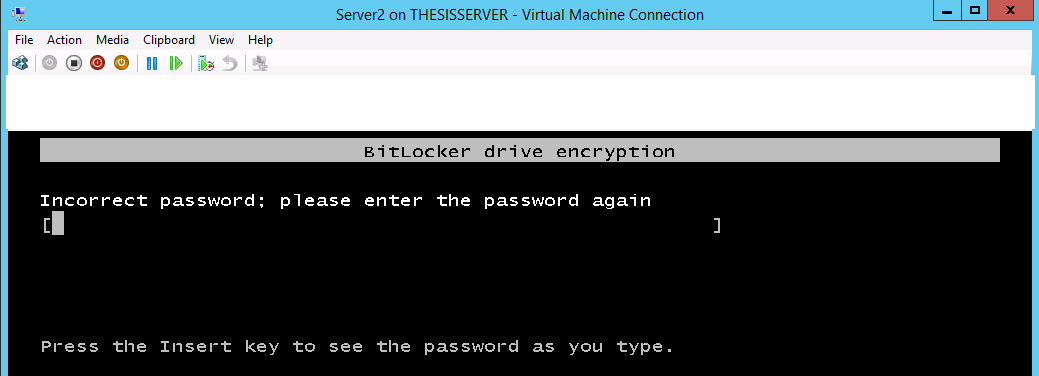 Server2 on THESISSERVER - Virtual Machine Connection
File Action Media Clipboard View Help
BitLocker drive encryption
Incorrect password; please enter the password again
[ ]
Press the Insert key to see the password as you type.